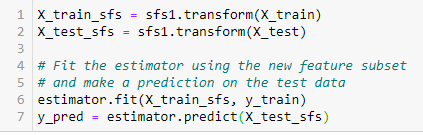 1 X_train_sfs = sfs1.transform(X_train)
2 X_test_sfs = sfs1.transform(X_test)
3
4 # Fit the estimator using the new feature subset
5 # and make a prediction on the test data
6 estimator.fit(X_train_sfs, y_train)
7 y_pred = estimator.predict(X_test_sfs)